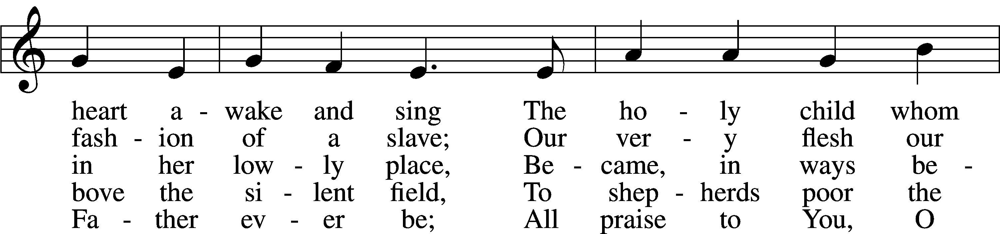 heart a - wake and sing The ho - ly child whom
fash - ion of a slave; Our ver - y flesh our
in her low - ly place, Be - came, in ways be -
bove the si - lent field, To shep - herds poor the
Fa - ther ev - er be; All praise to You, O